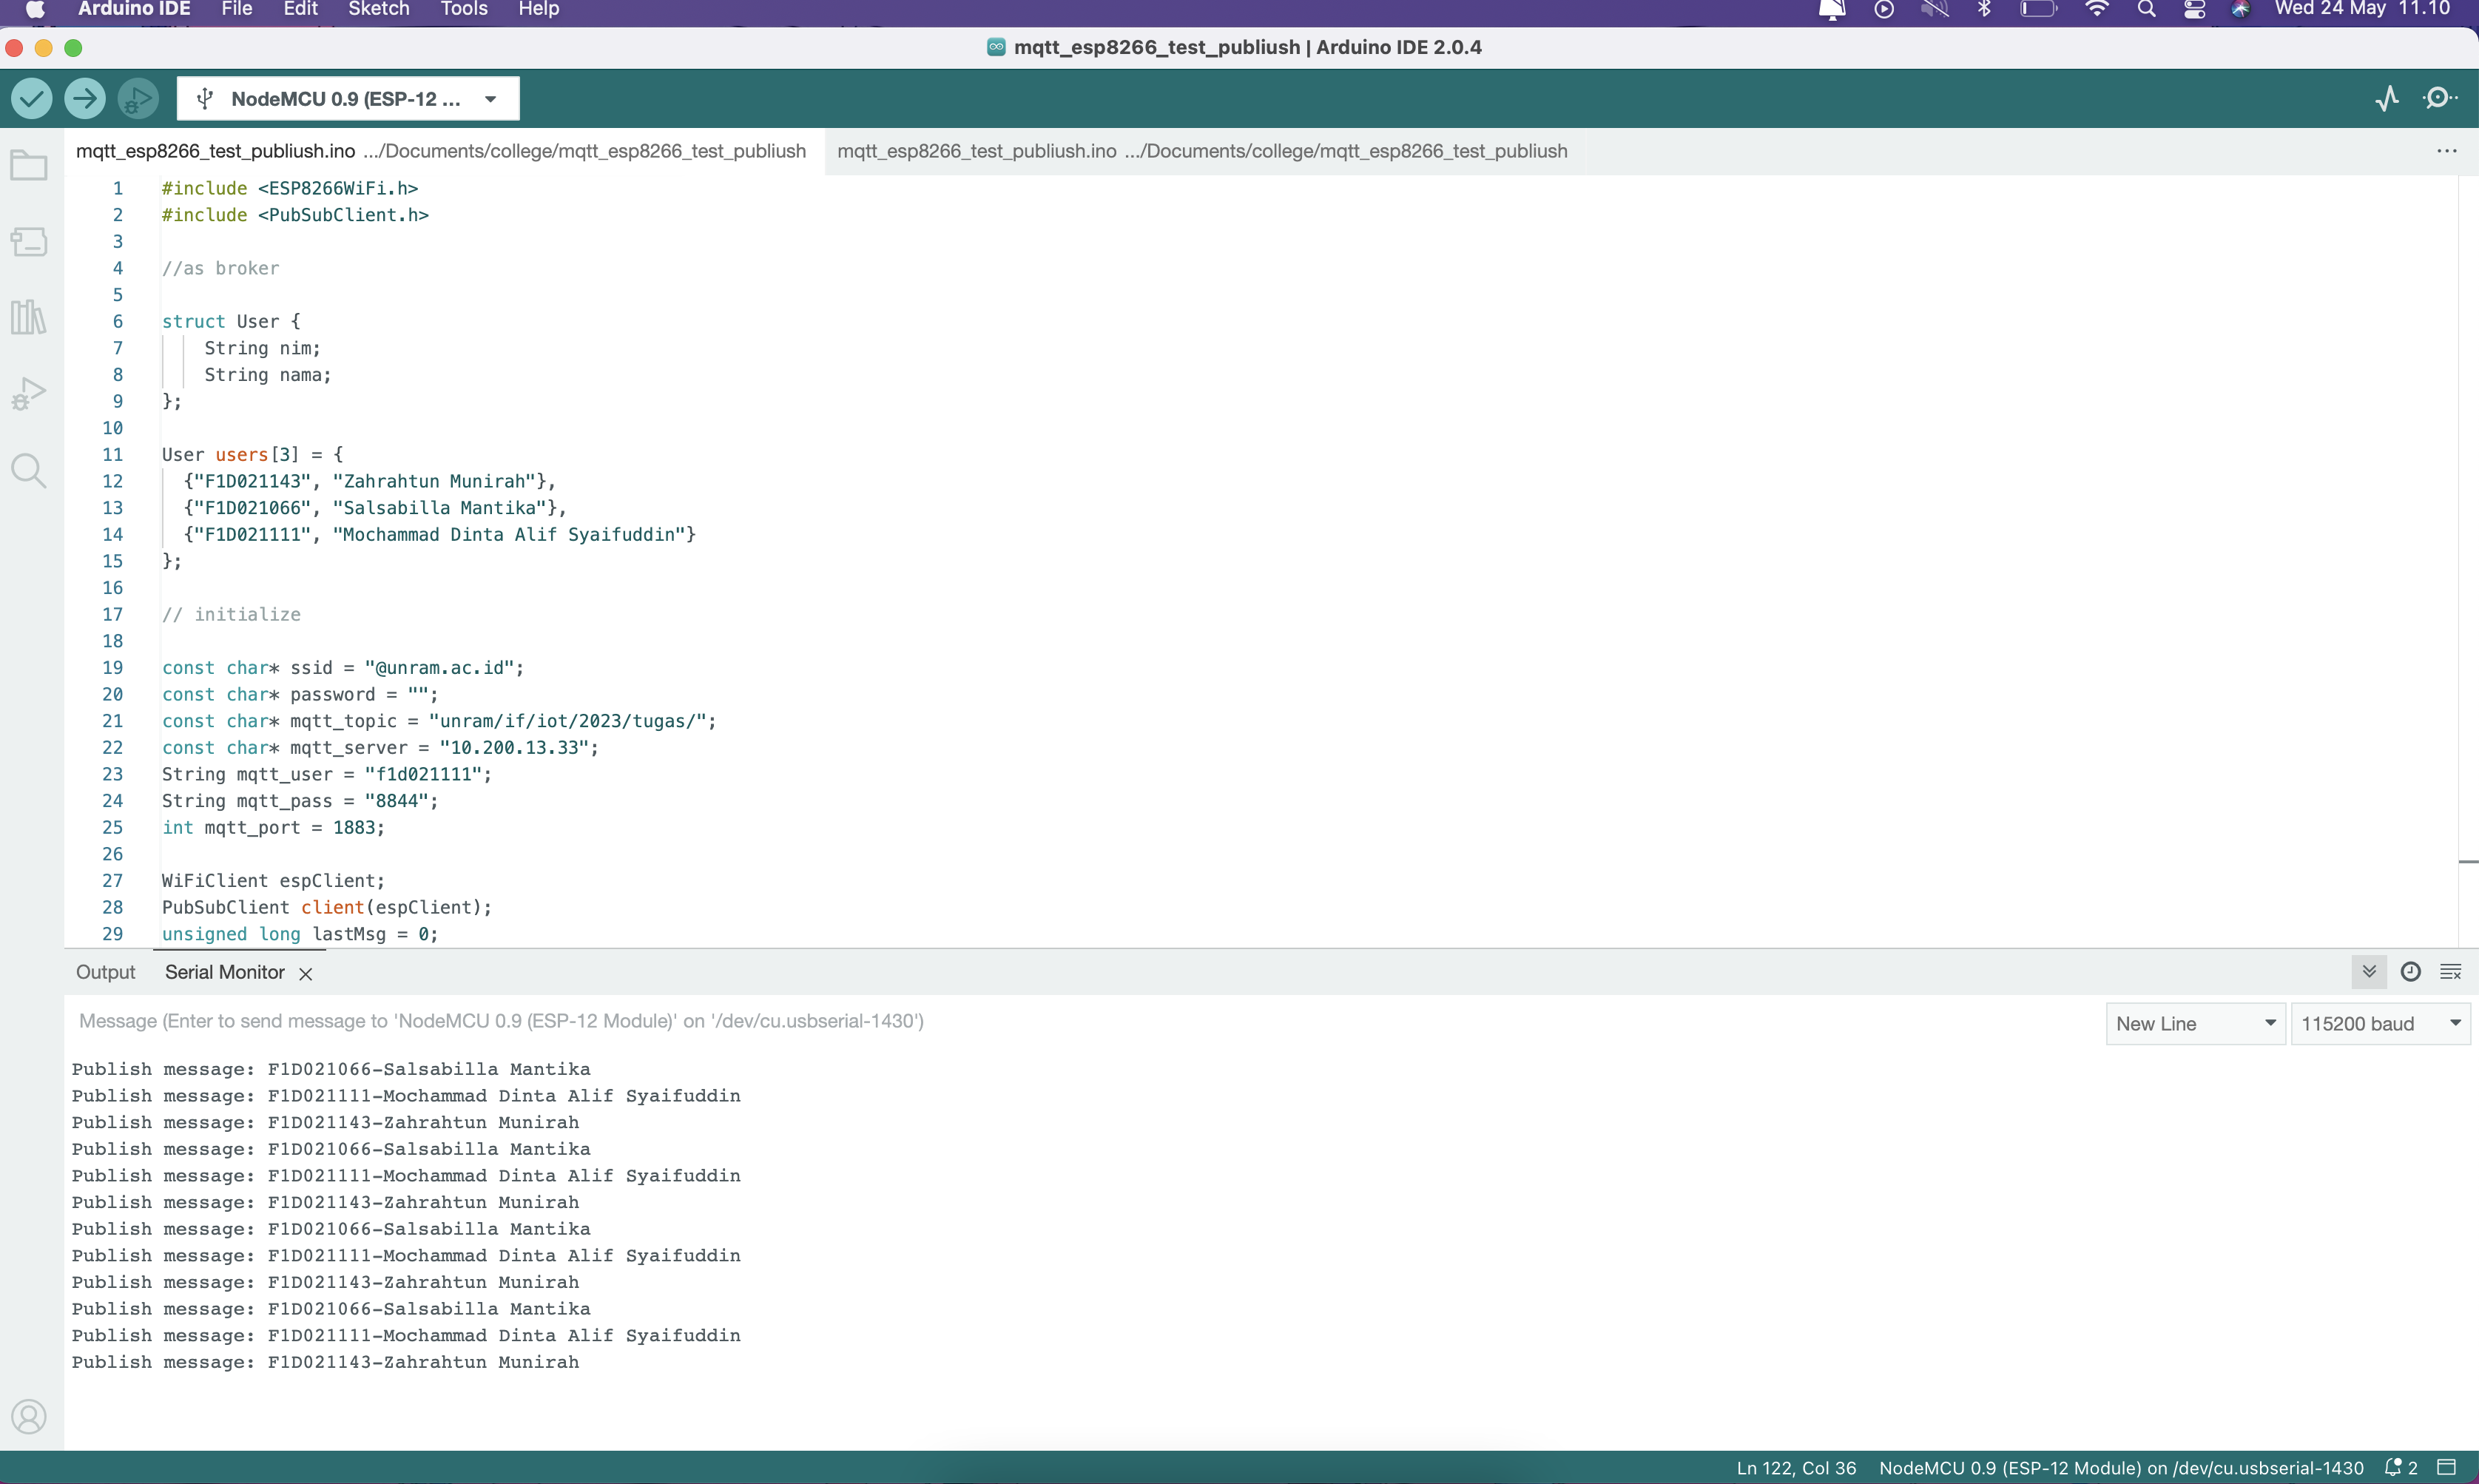 Arduino IDE File Edit Sketch Tools Help Wed 24 May 11.10
mqtt_esp8266_test_publiush | Arduino IDE 2.0.4
NodeMCU 0.9 (ESP-12 ...
mqtt_esp8266_test_publiush.ino .../Documents/college/mqtt_esp8266_test_publiush mqtt_esp8266_test_publiush.ino .../Documents/college/mqtt_esp8266_test_publiush ...
1 #include <ESP8266WiFi.h>
2 #include <PubSubClient.h>
3
4 //as broker
5
6 struct User {
7 String nim;
8 String nama;
9 };
10
11 User users[3] = {
12 {"F1D021143", "Zahrahtun Munirah"},
13 {"F1D021066", "Salsabilla Mantika"},
14 {"F1D021111", "Mochammad Dinta Alif Syaifuddin"}
15 };
16
17 // initialize
18
19 const char* ssid = "@unram.ac.id";
20 const char* password = "";
21 const char* mqtt_topic = "unram/if/iot/2023/tugas/";
22 const char* mqtt_server = "10.200.13.33";
23 String mqtt_user = "f1d021111";
24 String mqtt_pass = "8844";
25 int mqtt_port = 1883;
26
27 WiFiClient espClient;
28 PubSubClient client(espClient);
29 unsigned long lastMsg = 0;
Output Serial Monitor
Message (Enter to send message to 'NodeMCU 0.9 (ESP-12 Module)' on '/dev/cu.usbserial-1430') New Line 115200 baud
Publish message: F1D021066-Salsabilla Mantika
Publish message: F1D021111-Mochammad Dinta Alif Syaifuddin
Publish message: F1D021143-Zahrahtun Munirah
Publish message: F1D021066-Salsabilla Mantika
Publish message: F1D021111-Mochammad Dinta Alif Syaifuddin
Publish message: F1D021143-Zahrahtun Munirah
Publish message: F1D021066-Salsabilla Mantika
Publish message: F1D021111-Mochammad Dinta Alif Syaifuddin
Publish message: F1D021143-Zahrahtun Munirah
Publish message: F1D021066-Salsabilla Mantika
Publish message: F1D021111-Mochammad Dinta Alif Syaifuddin
Publish message: F1D021143-Zahrahtun Munirah
Ln 122, Col 36 NodeMCU 0.9 (ESP-12 Module) on /dev/cu.usbserial-1430 2